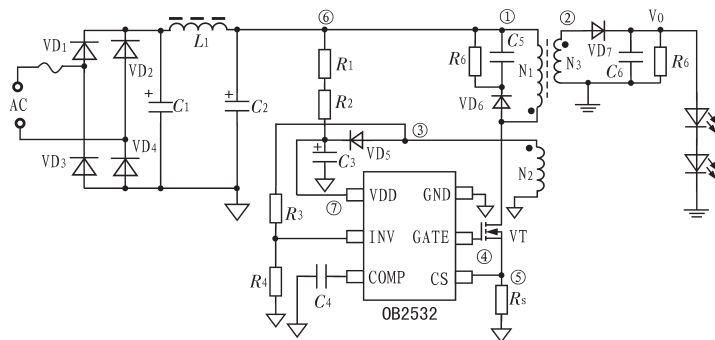 ⑥
①
②
VD1
VD2
L1
R1
R6
C5
N1
N3
VD7
V0
C6
R6
AC
C1
C2
R2
VD6
VD3
VD4
③
C3
VD5
N2
⑦
VDD
GND
R3
INV
GATE
VT
④
R4
COMP
CS
⑤
C4
Rs
OB2532